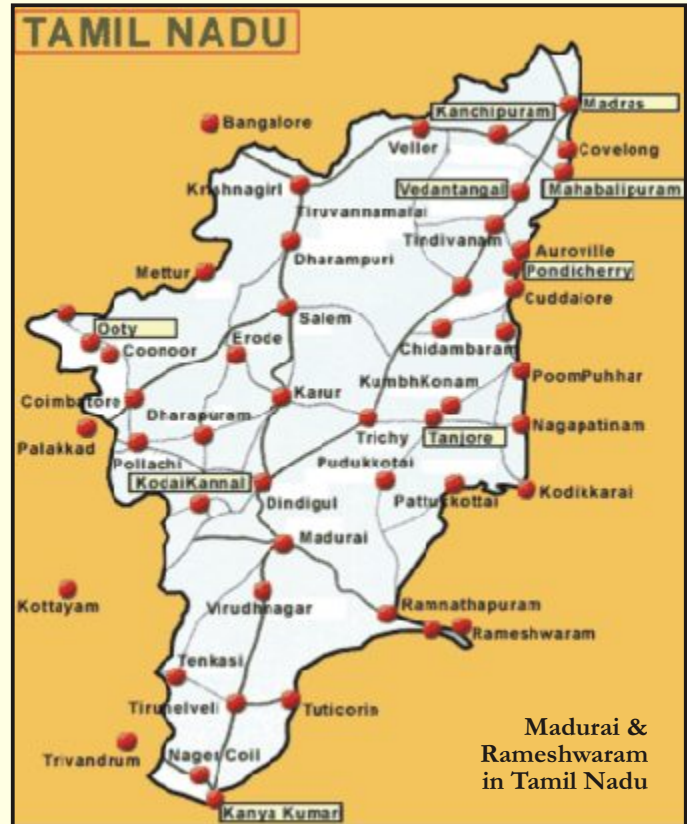 TAMIL NADU
Kanchipuram
Madras
Bangalore
Veller
Covelong
Krishnagiri
Vedantangal
Mahabalipuram
Tiruvannamalai
Tirdivanam
Dharampuri
Auroville
Mettur
Pondicherry
Cuddalore
Ooty
Salem
Coonoor
Erode
Chidambaram
KumbhKonam
PoomPuhhar
Coimbatore
Karur
Dharapuram
Trichy
Tanjore
Nagapatinam
Palakkad
Pollachi
Pudukkotai
KodaiKannal
Dindigul
Pattukkottai
Kodikkarai
Madurai
Kottayam
Virudhnagar
Ramnathapuram
Rameshwaram
Tenkasi
Tirunelveli
Tuticorin
Madurai &
Rameshwaram
in Tamil Nadu
Trivandrum
Nager Coil
Kanya Kumari